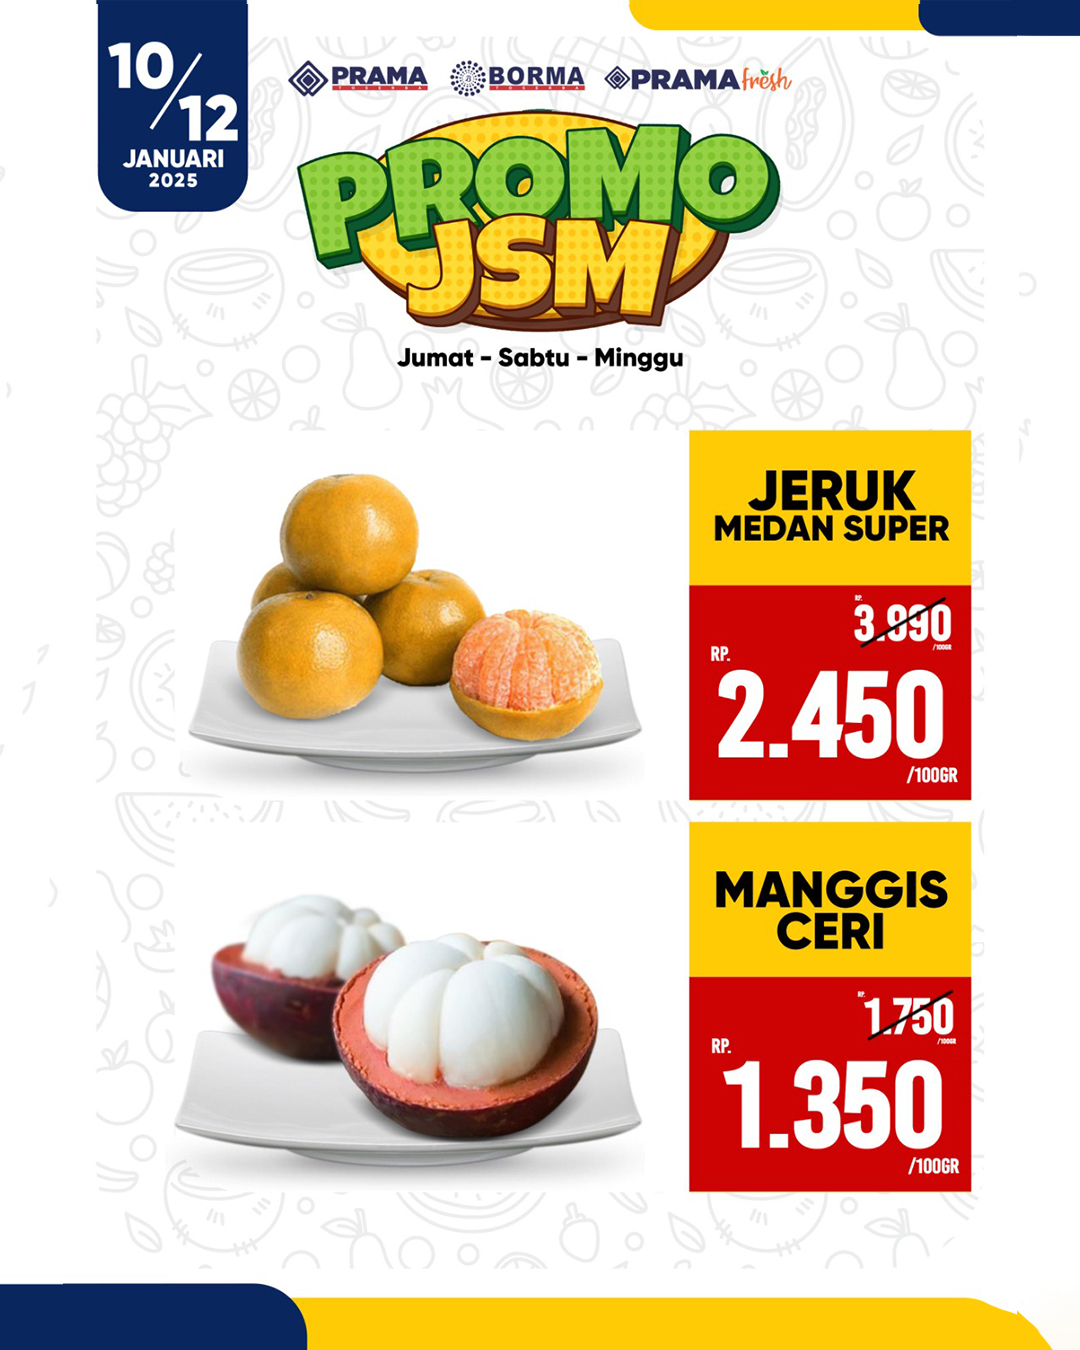 10/12
JANUARI
2025
PRAMA
BORMA
PRAMA fresh
PROMO
JSM
Jumat - Sabtu - Minggu
JERUK
MEDAN SUPER
RP.
3.890
/100GR
RP.
2.450
/100GR
MANGGIS
CERI
RP.
1.750
/100GR
RP.
1.350
/100GR